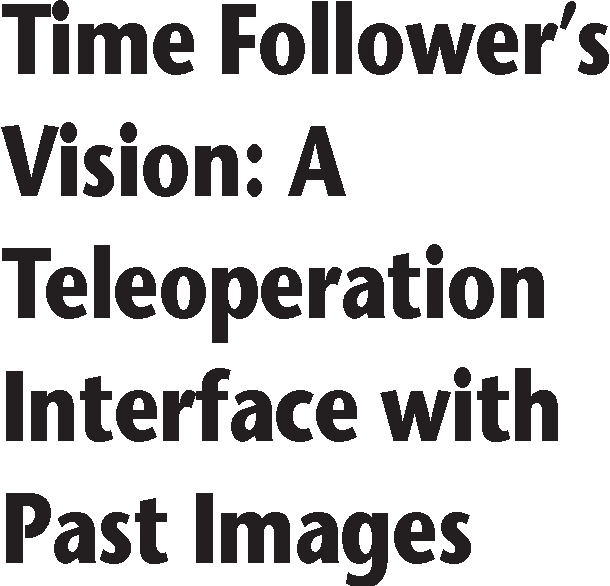 Time Follower’s
Vision: A
Teleoperation
Interface with
Past Images